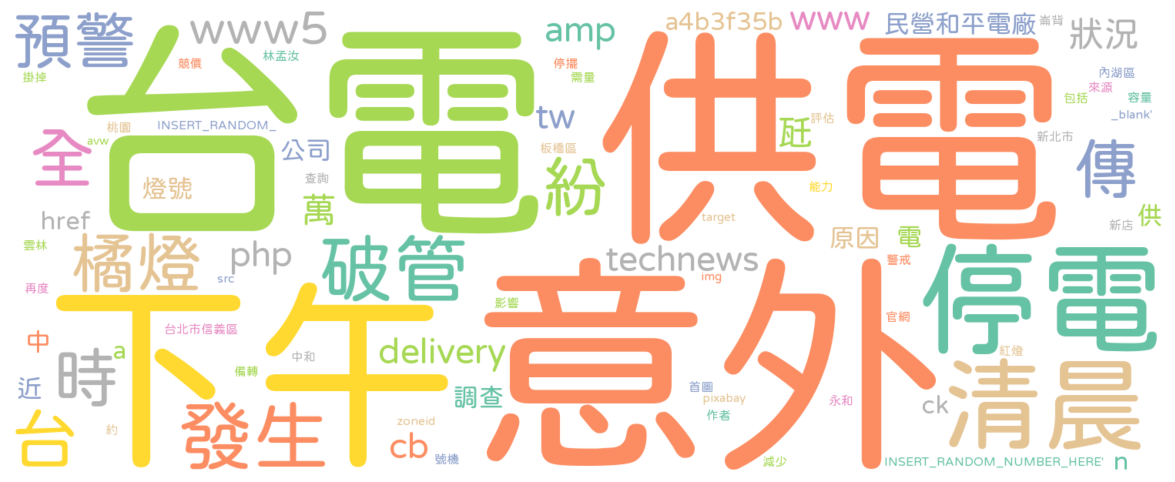 預警
www5
amp
a4b3f35b
www
民營和平電廠
崙背
狀況
掛掉
競價
林孟汝
停擺
需量
內湖區
來源
包括
容量
_blank'
台電
供電
桃園
INSERT_RANDOM_
avw
tw
瓩
評估
新北市
全
公司
板橋區
傳
查詢
燈號
紛
能力
萬
href
target
供
新店
原因
電
雲林
橘燈
php
破管
technews
警戒
停電
src
img
再度
下午
意外
影響
台北市信義區
官網
中
a
時
中和
delivery
紅燈
近
備轉
調查
首圖
pixabay
清晨
永和
ck
作者
台
發生
約
zoneid
cb
號機
減少
INSERT_RANDOM_NUMBER_HERE'
n